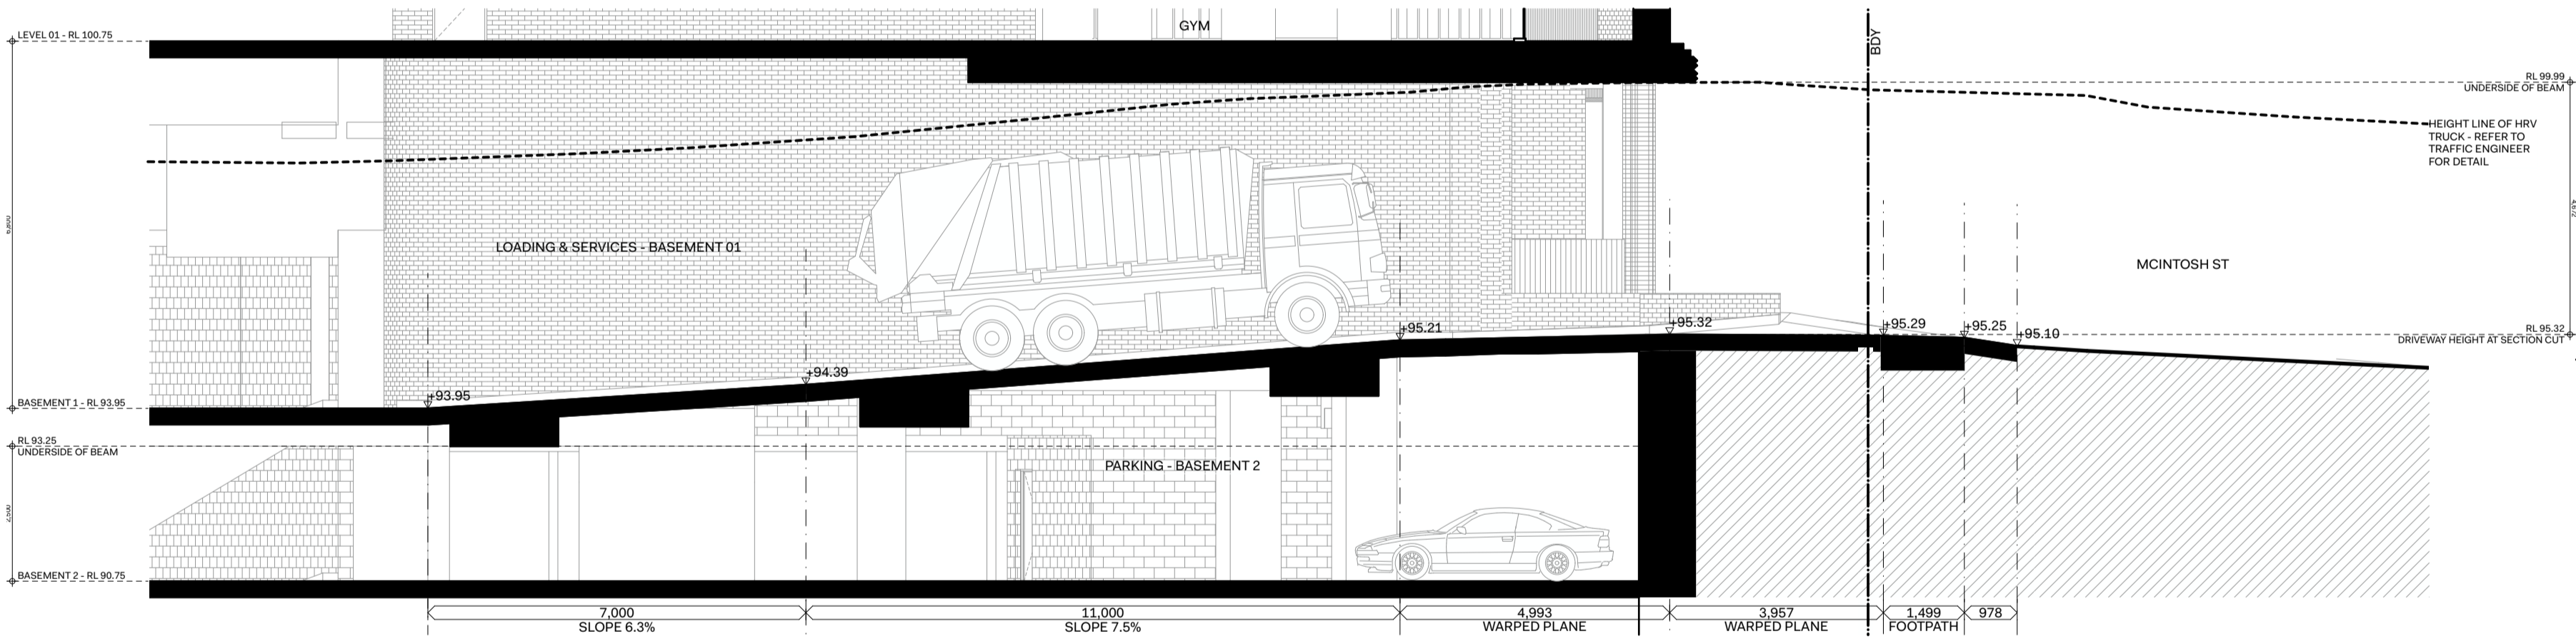 GYM
BDY
LEVEL 01 - RL 100.75
RL 99.99
UNDERSIDE OF BEAM
HEIGHT LINE OF HRV
TRUCK - REFER TO
TRAFFIC ENGINEER
FOR DETAIL
LOADING & SERVICES - BASEMENT 01
MCINTOSH ST
+95.21
+95.32
+95.29
+95.25
+95.10
RL 95.32
DRIVEWAY HEIGHT AT SECTION CUT
+94.39
+93.95
BASEMENT 1 - RL 93.95
RL 93.25
UNDERSIDE OF BEAM
PARKING - BASEMENT 2
BASEMENT 2 - RL 90.75
7,000
SLOPE 6.3%
11,000
SLOPE 7.5%
4,993
WARPED PLANE
3,957
WARPED PLANE
1,499
FOOTPATH
978